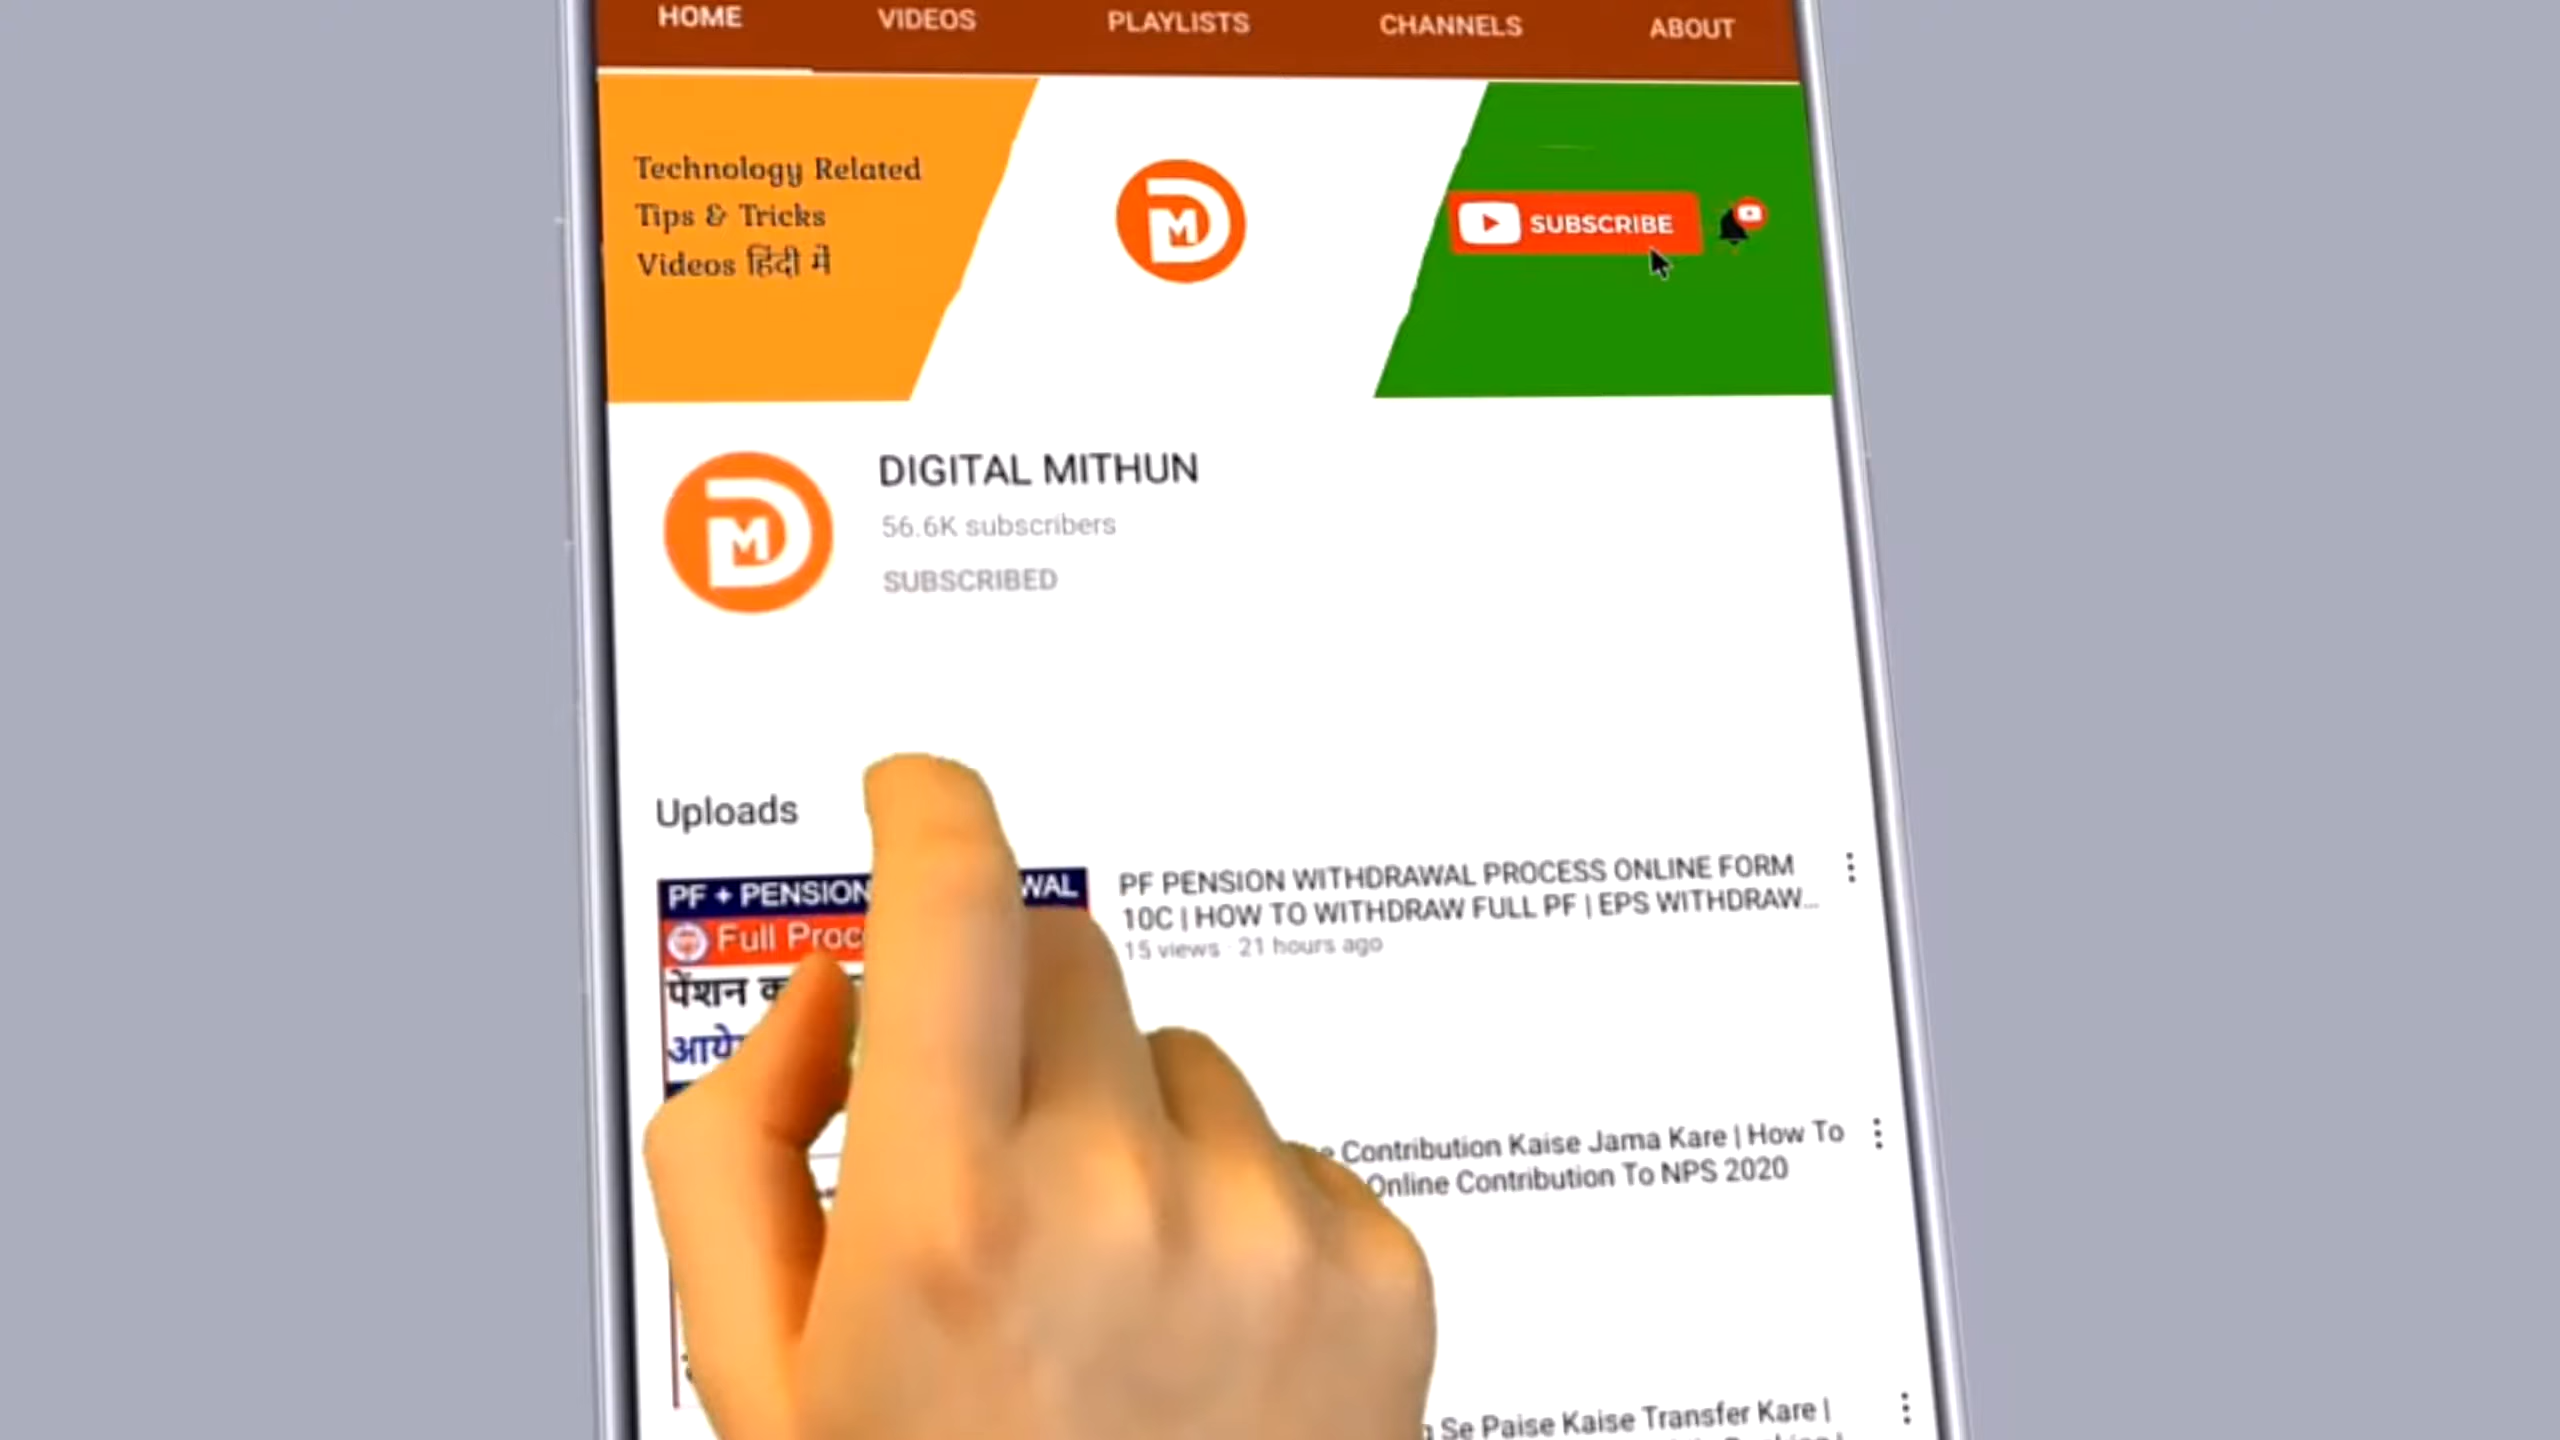 HOME VIDEOS PLAYLISTS CHANNELS ABOUT
Technology Related
Tips & Tricks
Videos हिंदी में
DM
SUBSCRIBE
DIGITAL MITHUN
56.6K subscribers
SUBSCRIBED
DM
Uploads
PF + PENSION
Full
पेंशन
PF PENSION WITHDRAWAL PROCESS ONLINE FORM
10C | HOW TO WITHDRAW FULL PF | EPS WITHDRAW...
15 views · 21 hours ago
Contribution Kaise Jama Kare | How To
Online Contribution To NPS 2020
Se Paise Kaise Transfer Kare |